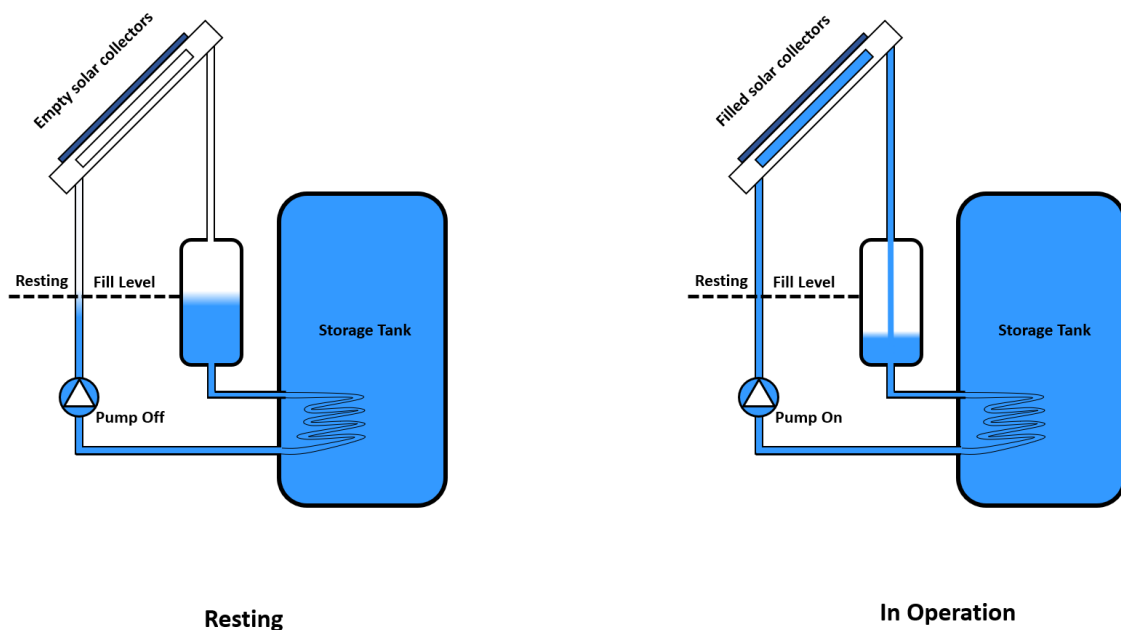 Empty solar collectors
Resting Fill Level
Storage Tank
Pump Off
Resting
Filled solar collectors
Resting Fill Level
Storage Tank
Pump On
In Operation